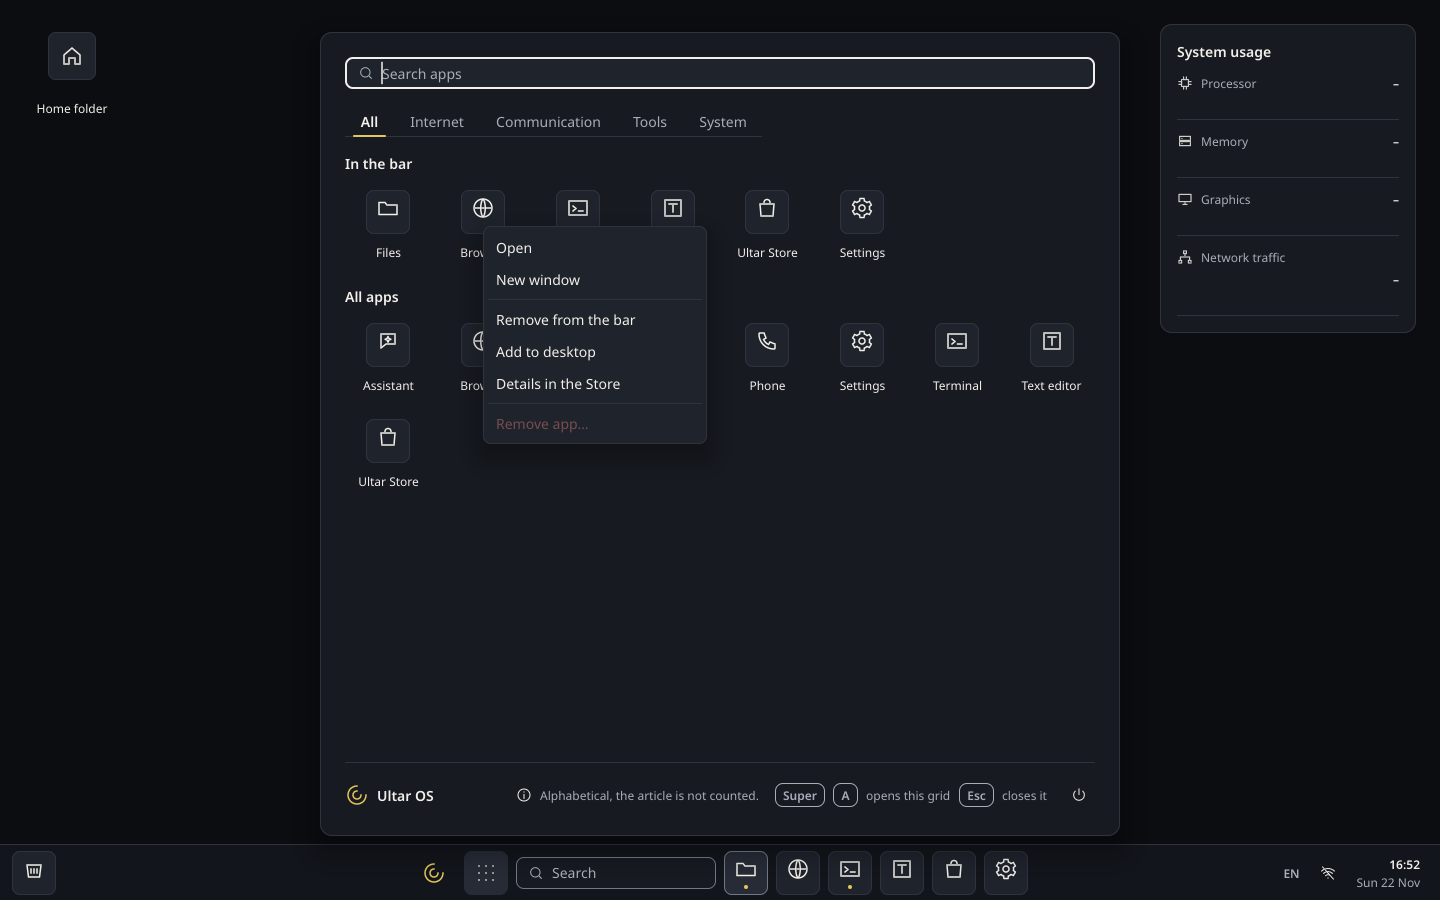 Home folder
Search apps
All
Internet
Communication
Tools
System
In the bar
Files
Ultar Store
Settings
Open
New window
Remove from the bar
Add to desktop
Details in the Store
Remove app...
All apps
Assistant
Phone
Settings
Terminal
Text editor
Ultar Store
Ultar OS
Alphabetical, the article is not counted.
Super
A
opens this grid
Esc
closes it
System usage
Processor
–
Memory
–
Graphics
–
Network traffic
–
Search
EN
16:52
Sun 22 Nov